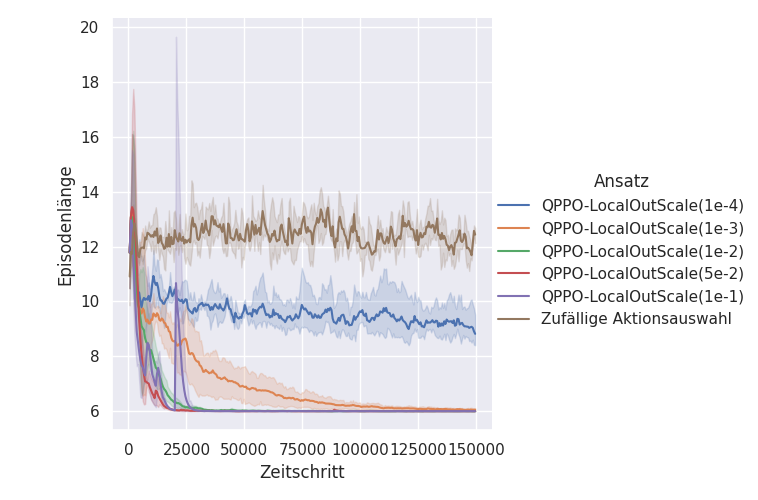 20
18
16
14
12
10
8
6
Episodenlänge
0
25000
50000
75000
100000
125000
150000
Zeitschritt
Ansatz
QPPO-LocalOutScale(1e-4)
QPPO-LocalOutScale(1e-3)
QPPO-LocalOutScale(1e-2)
QPPO-LocalOutScale(5e-2)
QPPO-LocalOutScale(1e-1)
Zufällige Aktionsauswahl